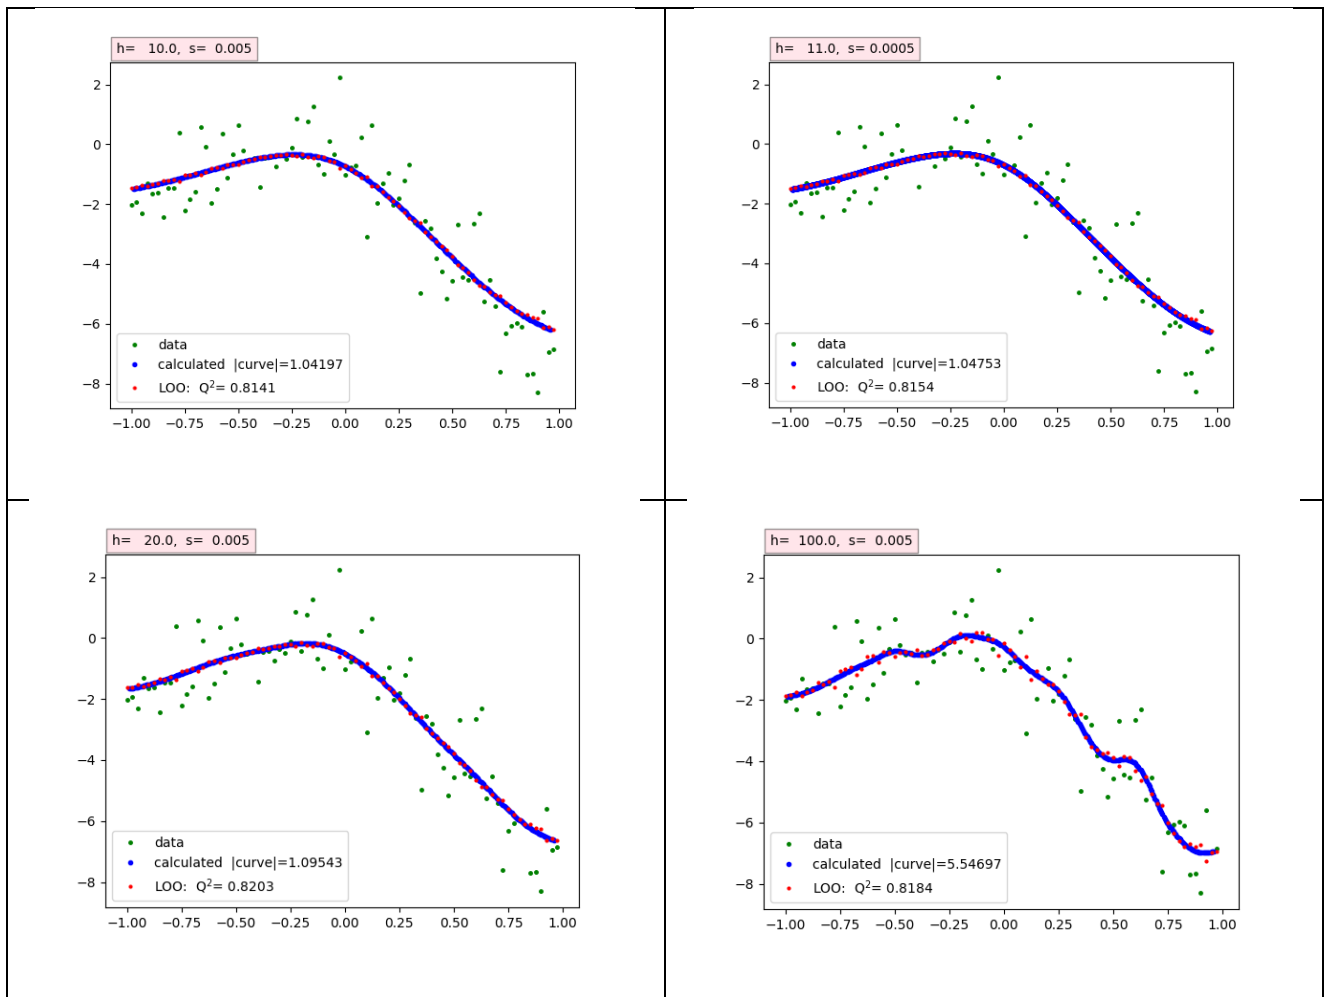 h=   10.0,  s=  0.005
2
0
−2
−4
−6
−8
data
calculated  |curve|=1.04197
LOO:  Q²= 0.8141
−1.00 −0.75 −0.50 −0.25 0.00 0.25 0.50 0.75 1.00
h=   11.0,  s= 0.0005
2
0
−2
−4
−6
−8
data
calculated  |curve|=1.04753
LOO:  Q²= 0.8154
−1.00 −0.75 −0.50 −0.25 0.00 0.25 0.50 0.75 1.00
h=   20.0,  s=  0.005
2
0
−2
−4
−6
−8
data
calculated  |curve|=1.09543
LOO:  Q²= 0.8203
−1.00 −0.75 −0.50 −0.25 0.00 0.25 0.50 0.75 1.00
h=  100.0,  s=  0.005
2
0
−2
−4
−6
−8
data
calculated  |curve|=5.54697
LOO:  Q²= 0.8184
−1.00 −0.75 −0.50 −0.25 0.00 0.25 0.50 0.75 1.00